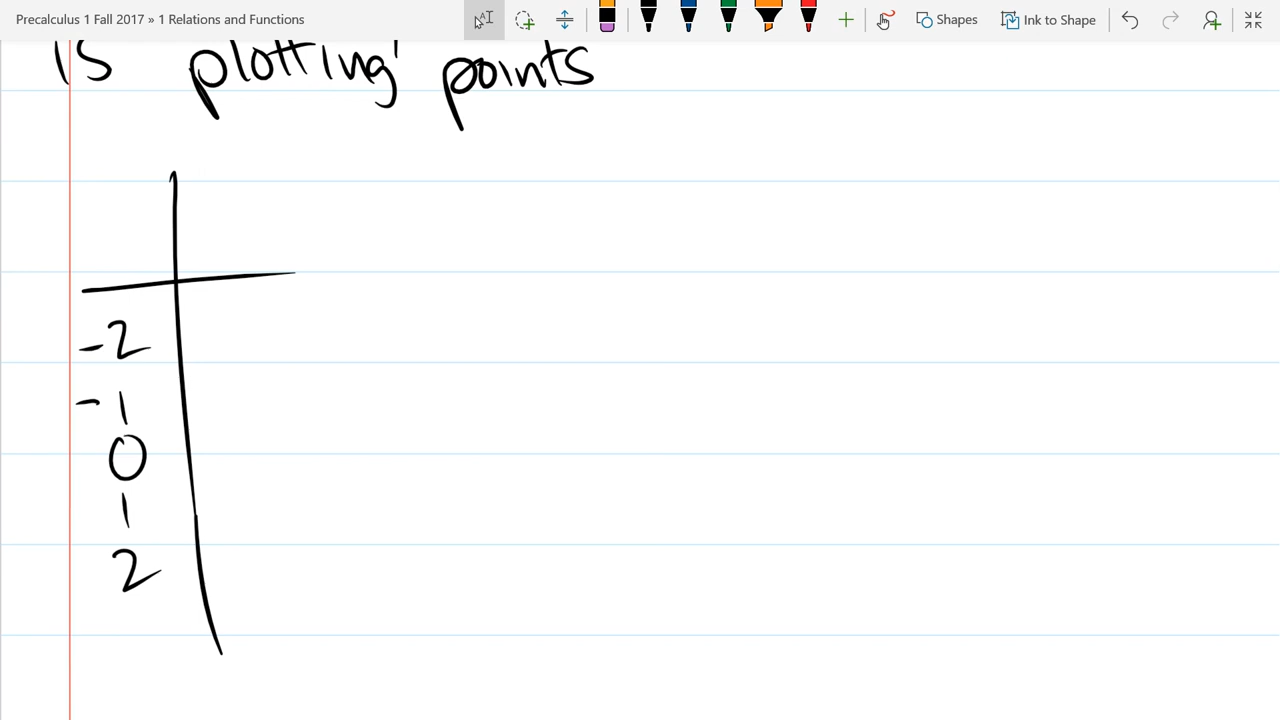 Precalculus 1 Fall 2017 » 1 Relations and Functions Shapes Ink to Shape
is plotting points
-2
-1
0
1
2